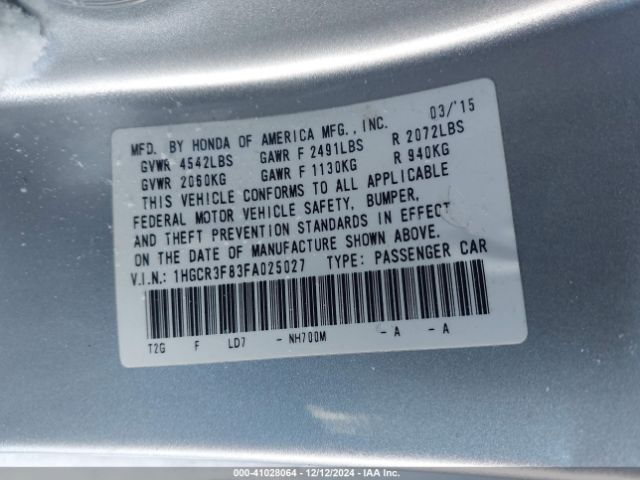 03/'15
MFD. BY HONDA OF AMERICA MFG., INC.
GVWR 4542LBS GAWR F 2491LBS R 2072LBS
GVWR 2060KG GAWR F 1130KG R 940KG
THIS VEHICLE CONFORMS TO ALL APPLICABLE
FEDERAL MOTOR VEHICLE SAFETY, BUMPER,
AND THEFT PREVENTION STANDARDS IN EFFECT
ON THE DATE OF MANUFACTURE SHOWN ABOVE.
V.I.N.: 1HGCR3F83FA025027 TYPE: PASSENGER CAR
T2G F LD7 - NH700M - A - A
000-41028064 - 12/12/2024 - IAA Inc.